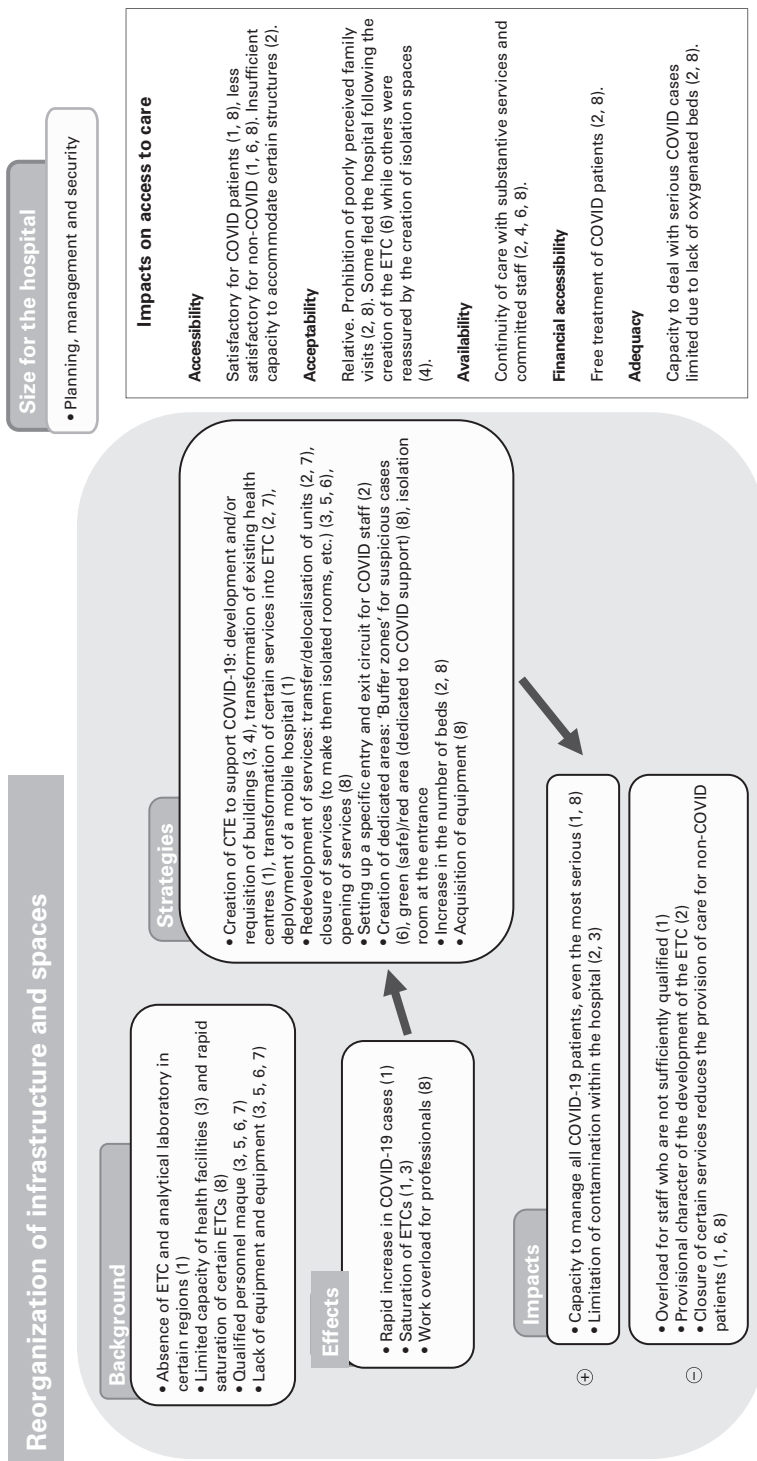 Reorganization of infrastructure and spaces
Background
• Absence of ETC and analytical laboratory in
certain regions (1)
• Limited capacity of health facilities (3) and rapid
saturation of certain ETCs (8)
• Qualified personnel maque (3, 5, 6, 7)
• Lack of equipment and equipment (3, 5, 6, 7)
Effects
• Rapid increase in COVID-19 cases (1)
• Saturation of ETCs (1, 3)
• Work overload for professionals (8)
Strategies
• Creation of CTE to support COVID-19: development and/or
requisition of buildings (3, 4), transformation of existing health
centres (1), transformation of certain services into ETC (2, 7),
deployment of a mobile hospital (1)
• Redevelopment of services: transfer/delocalisation of units (2, 7),
closure of services (to make them isolated rooms, etc.) (3, 5, 6),
opening of services (8)
• Setting up a specific entry and exit circuit for COVID staff (2)
• Creation of dedicated areas: ‘Buffer zones’ for suspicious cases
(6), green (safe)/red area (dedicated to COVID support) (8), isolation
room at the entrance
• Increase in the number of beds (2, 8)
• Acquisition of equipment (8)
Impacts
+
• Capacity to manage all COVID-19 patients, even the most serious (1, 8)
• Limitation of contamination within the hospital (2, 3)
−
• Overload for staff who are not sufficiently qualified (1)
• Provisional character of the development of the ETC (2)
• Closure of certain services reduces the provision of care for non-COVID
patients (1, 6, 8)
Size for the hospital
• Planning, management and security
Impacts on access to care
Accessibility
Satisfactory for COVID patients (1, 8), less
satisfactory for non-COVID (1, 6, 8). Insufficient
capacity to accommodate certain structures (2).
Acceptability
Relative. Prohibition of poorly perceived family
visits (2, 8). Some fled the hospital following the
creation of the ETC (6) while others were
reassured by the creation of isolation spaces
(4).
Availability
Continuity of care with substantive services and
committed staff (2, 4, 6, 8).
Financial accessibility
Free treatment of COVID patients (2, 8).
Adequacy
Capacity to deal with serious COVID cases
limited due to lack of oxygenated beds (2, 8).